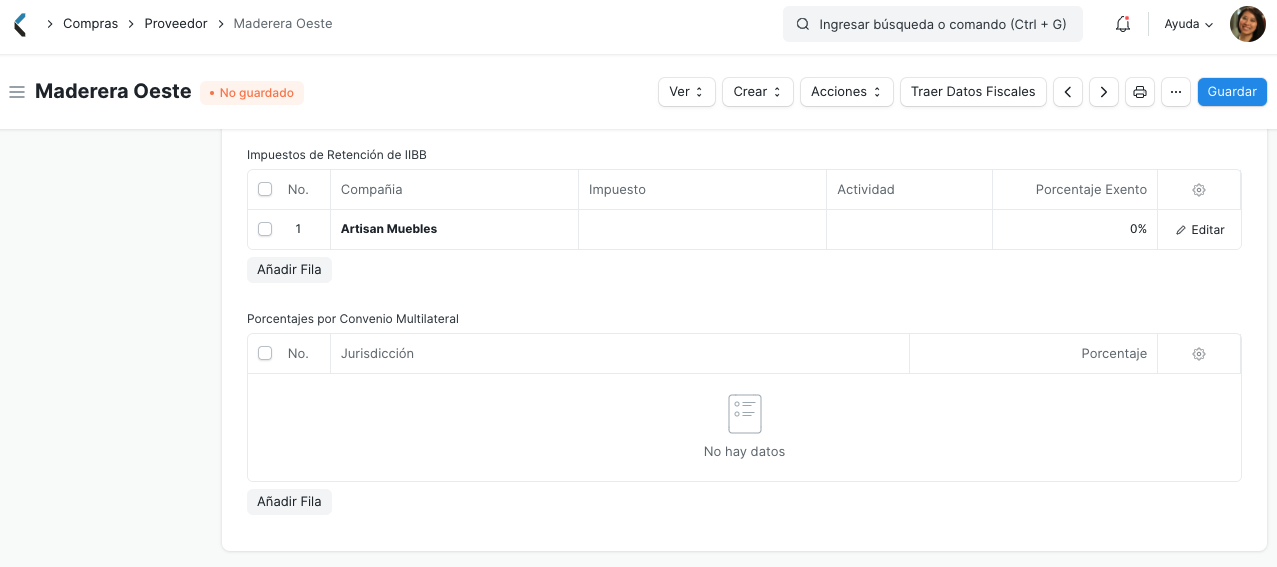 Compras Proveedor Maderera Oeste Ingresar búsqueda o comando (Ctrl + G) Ayuda
Maderera Oeste No guardado Ver Crear Acciones Traer Datos Fiscales Guardar
Impuestos de Retención de IIBB
No. Compañia Impuesto Actividad Porcentaje Exento
1 Artisan Muebles 0% Editar
Añadir Fila
Porcentajes por Convenio Multilateral
No. Jurisdicción Porcentaje
No hay datos
Añadir Fila